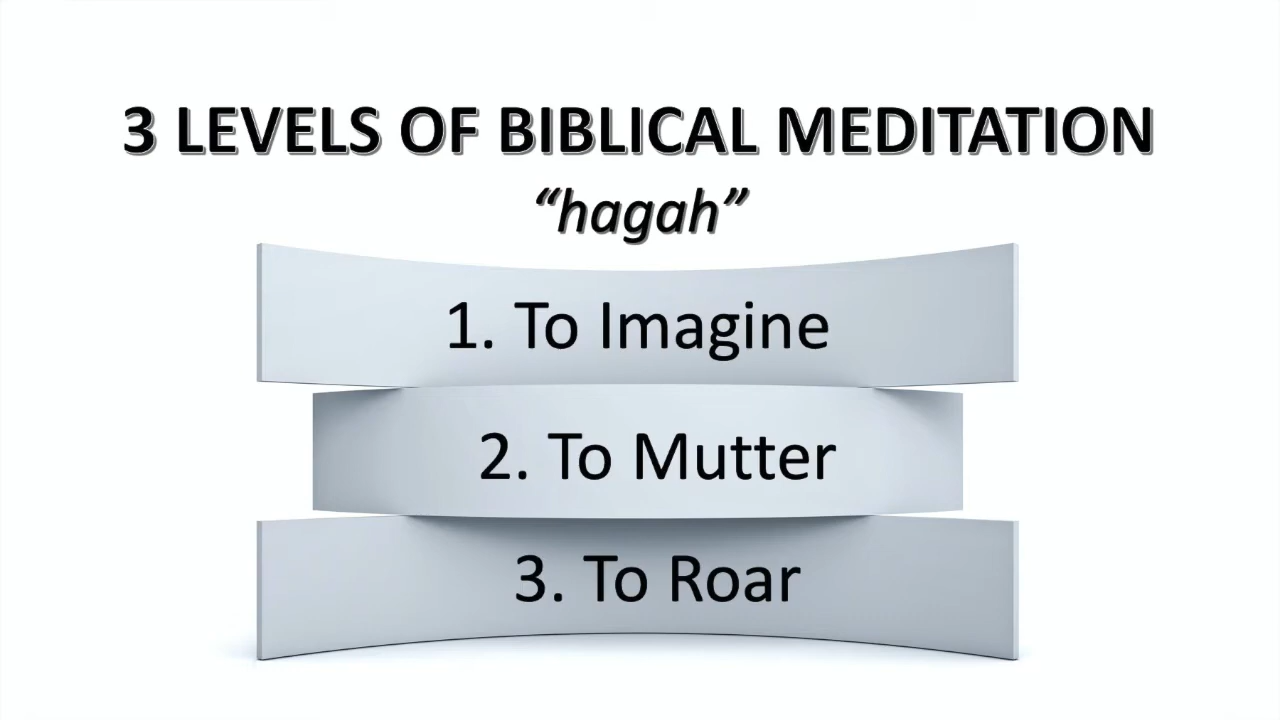 3 LEVELS OF BIBLICAL MEDITATION
“hagah”
1. To Imagine
2. To Mutter
3. To Roar